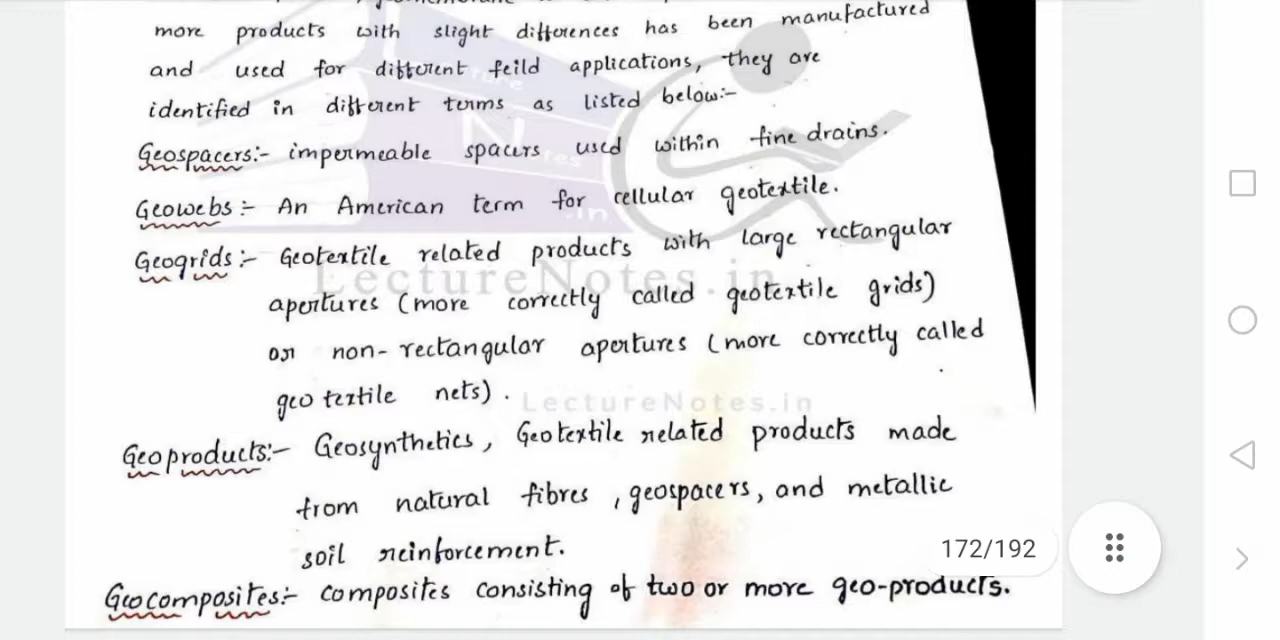 more products with slight differences has been manufactured
and used for different feild applications, they are
identified in different terms as listed below:-
Geospacers:- impermeable spacers used within fine drains.
Geowebs:- An American term for cellular geotextile.
Geogrids:- Geotextile related products with large rectangular
LectureNotes.in
apertures (more correctly called geotextile grids)
or non-rectangular apertures (more correctly called
geo textile nets).
LectureNotes.in
Geoproducts:- Geosynthetics, Geotextile related products made
from natural fibres, geospacers, and metallic
soil reinforcement.
172/192
Geocomposites:- composites consisting of two or more geo-products.